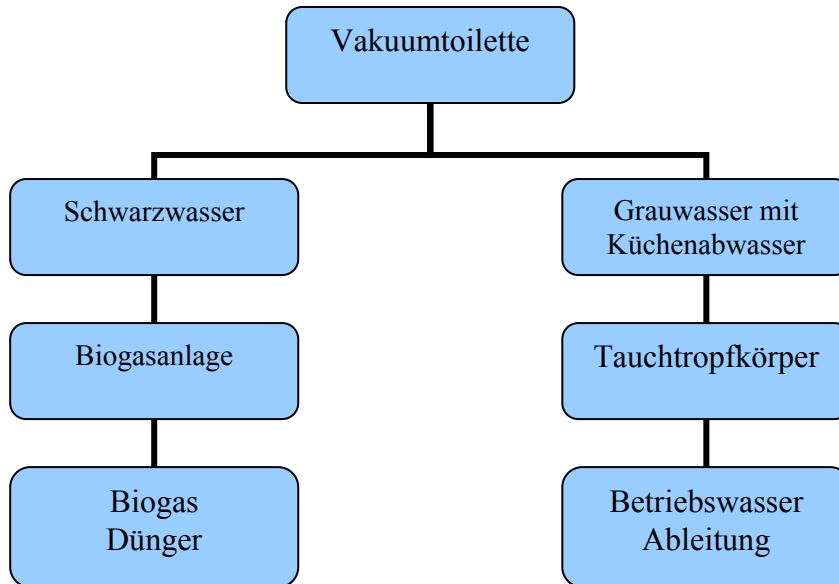 Vakuumtoilette
Schwarzwasser
Grauwasser mit
Küchenabwasser
Biogasanlage
Tauchtropfkörper
Biogas
Dünger
Betriebswasser
Ableitung